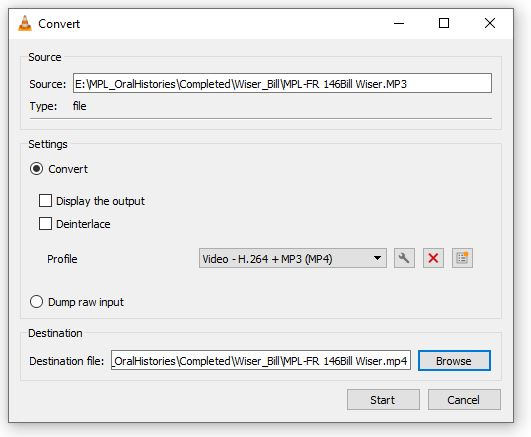 Convert
Source
Source: E:\MPL_OralHistories\Completed\Wiser_Bill\MPL-FR 146Bill Wiser.MP3
Type: file
Settings
Convert
Display the output
Deinterlace
Profile Video - H.264 + MP3 (MP4)
Dump raw input
Destination
Destination file: _OralHistories\Completed\Wiser_Bill\MPL-FR 146Bill Wiser.mp4 Browse
Start Cancel